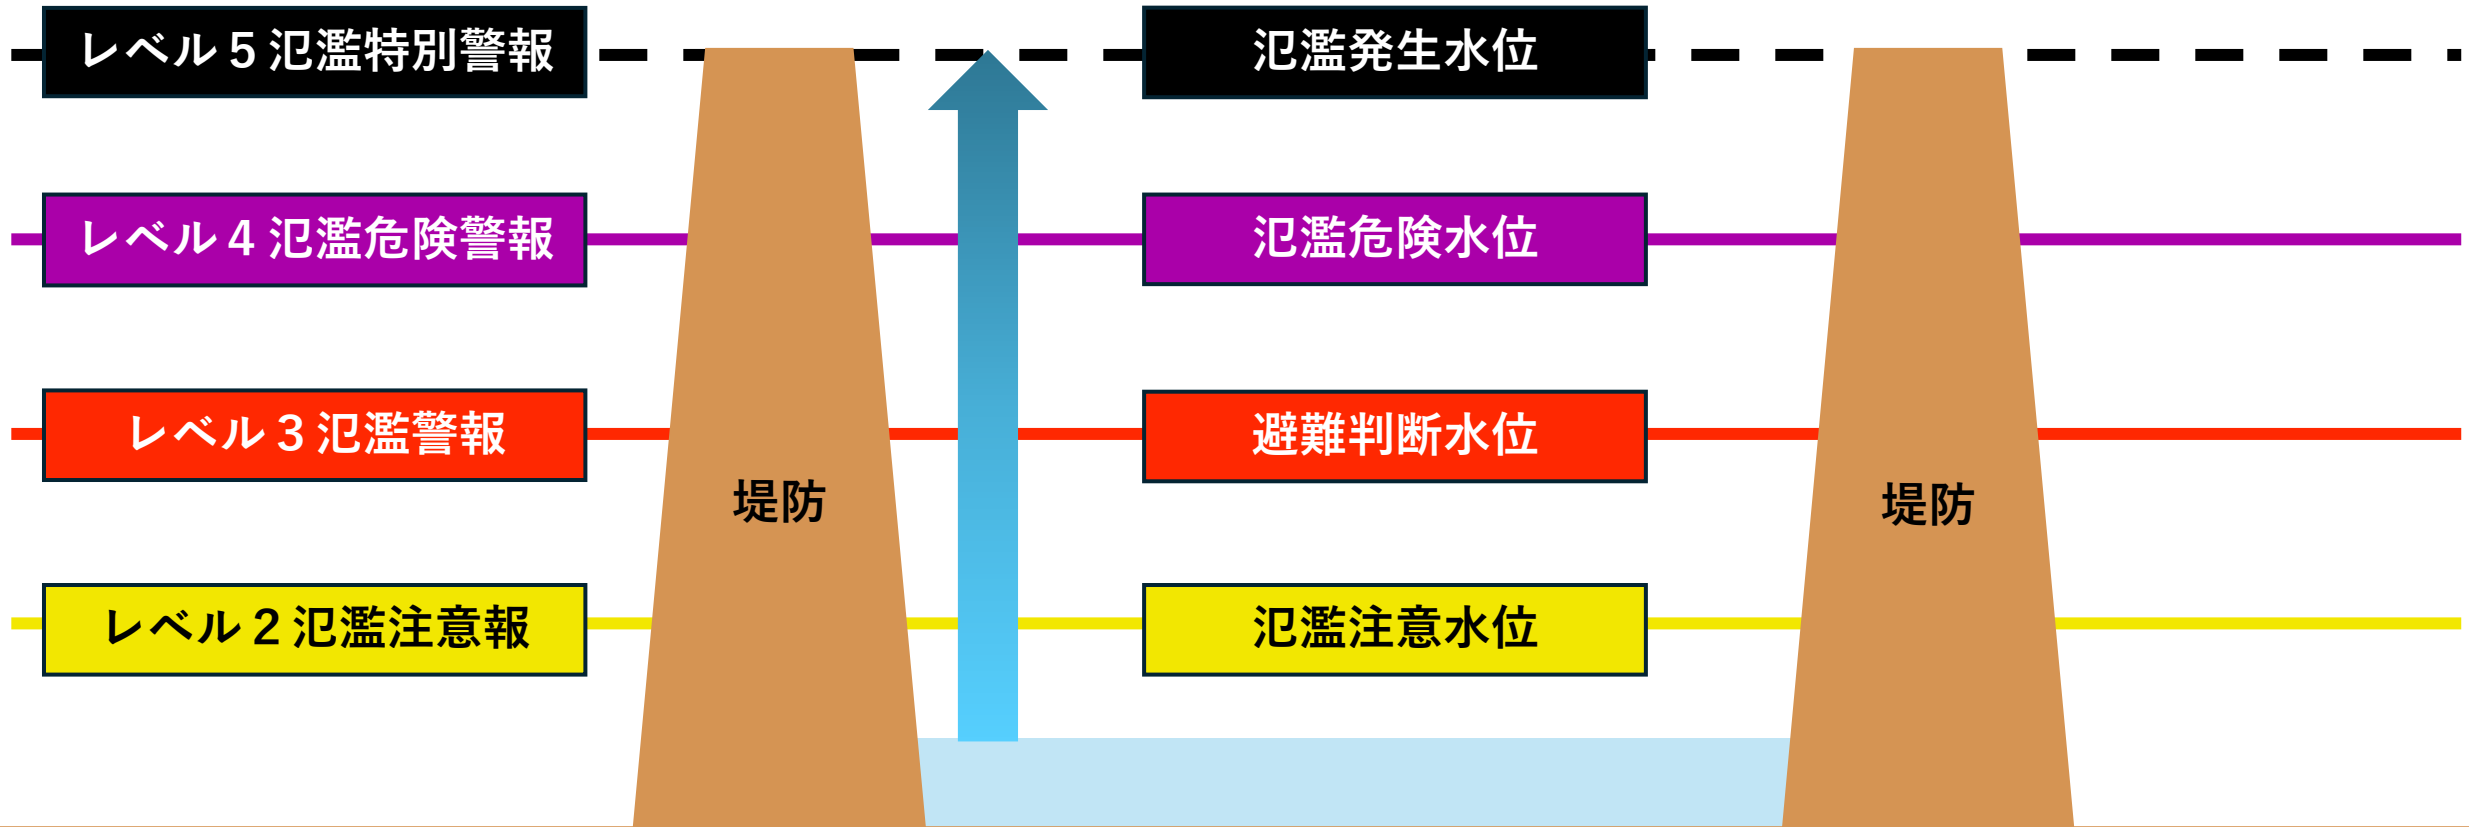 レベル５氾濫特別警報
氾濫発生水位
レベル４氾濫危険警報
氾濫危険水位
レベル３氾濫警報
避難判断水位
堤防
堤防
レベル２氾濫注意報
氾濫注意水位